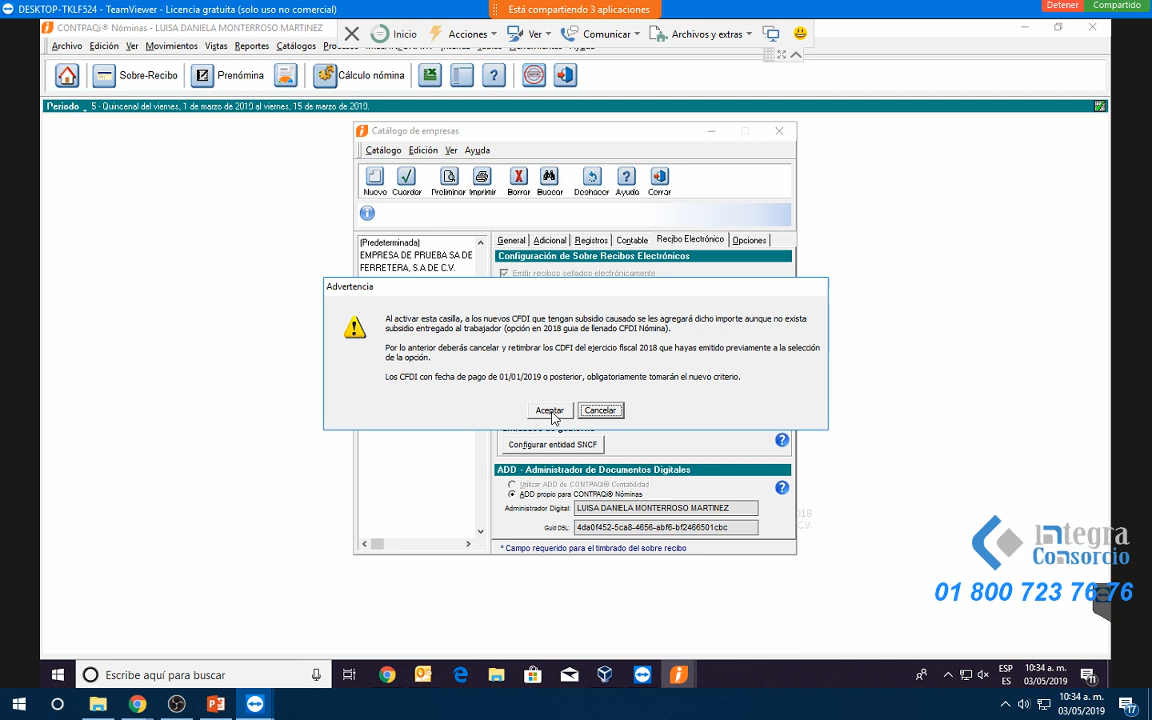 DESKTOP-TKLF524 - TeamViewer - Licencia gratuita (solo uso no comercial)
Está compartiendo 3 aplicaciones
Detener
Compartido
CONTPAQi® Nóminas - LUISA DANIELA MONTERROSO MARTINEZ
Inicio
Acciones
Ver
Comunicar
Archivos y extras
Archivo Edición Ver Movimientos Vistas Reportes Catálogos
Sobre-Recibo
Prenómina
Cálculo nómina
Periodo 5 - Quincenal del viernes, 1 de marzo de 2019 al viernes, 15 de marzo de 2019.
Catálogo de empresas
Catálogo Edición Ver Ayuda
Nuevo Guardar Preliminar Imprimir Borrar Buscar Deshacer Ayuda Cerrar
(Predeterminada)
EMPRESA DE PRUEBA SA DE
FERRETERA, S.A DE C.V.
General Adicional Registros Contable Recibo Electrónico Opciones
Configuración de Sobre Recibos Electrónicos
Emitir recibos sellados electrónicamente
Advertencia
Al activar esta casilla, a los nuevos CFDI que tengan subsidio causado se les agregará dicho importe aunque no exista
subsidio entregado al trabajador (opción en 2018 guia de llenado CFDI Nómina).
Por lo anterior deberás cancelar y retimbrar los CDFI del ejercicio fiscal 2018 que hayas emitido previamente a la selección
de la opción.
Los CFDI con fecha de pago de 01/01/2019 o posterior, obligatoriamente tomarán el nuevo criterio.
Aceptar
Cancelar
Configurar entidad SNCF
ADD - Administrador de Documentos Digitales
Utilizar ADD de CONTPAQi® Contabilidad
ADD propio para CONTPAQi® Nóminas
Administrador Digital: LUISA DANIELA MONTERROSO MARTINEZ
Guid DSL: 4da0f452-5ca8-4656-abf6-bf2466501cbc
* Campo requerido para el timbrado del sobre recibo
Integra
Consorcio
01 800 723 76 76
Escribe aquí para buscar
ESP
ES
10:34 a. m.
03/05/2019
11
10:34 a. m.
03/05/2019
17